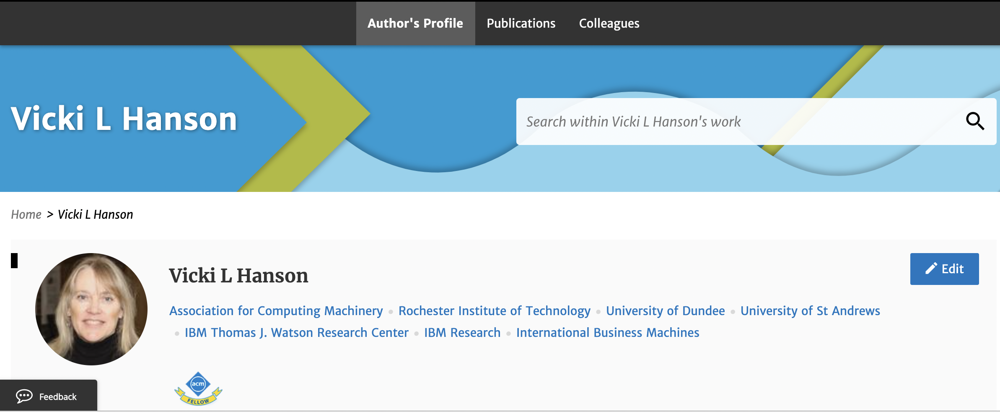 Author's Profile Publications Colleagues
Vicki L Hanson
Search within Vicki L Hanson's work
Home > Vicki L Hanson
Vicki L Hanson
Edit
Association for Computing Machinery • Rochester Institute of Technology • University of Dundee • University of St Andrews
• IBM Thomas J. Watson Research Center • IBM Research • International Business Machines
acm
FELLOW
Feedback